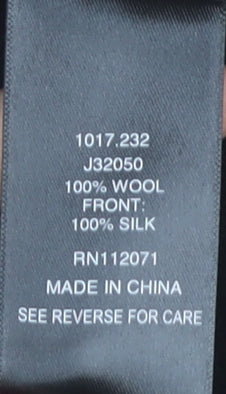 1017.232
J32050
100% WOOL
FRONT:
100% SILK
RN112071
MADE IN CHINA
SEE REVERSE FOR CARE